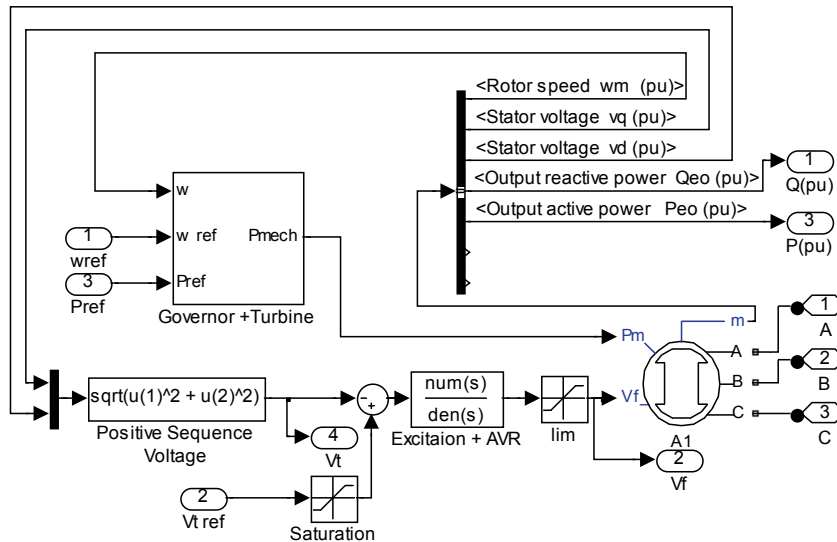 <Rotor speed wm (pu)>
<Stator voltage vq (pu)>
<Stator voltage vd (pu)>
<Output reactive power Qeo (pu)>
<Output active power Peo (pu)>
1
Q(pu)
3
P(pu)
w
w ref
Pref
Pmech
Governor +Turbine
1
wref
3
Pref
m
Pm
Vf
A
B
C
A1
1
A
2
B
3
C
sqrt(u(1)^2 + u(2)^2)
Positive Sequence
Voltage
4
Vt
-
+
num(s)
den(s)
Excitaion + AVR
lim
2
Vf
2
Vt ref
Saturation